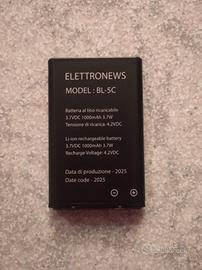 ELETTRONEWS
MODEL : BL-5C
Batteria al litio ricaricabile
3.7VDC 1000mAh 3.7W
Tensione di ricarica: 4.2VDC
Li-ion rechargeable battery
3.7VDC 1000mAh 3.7W
Recharge Voltage: 4.2VDC
Data di produzione - 2025
Date code - 2025